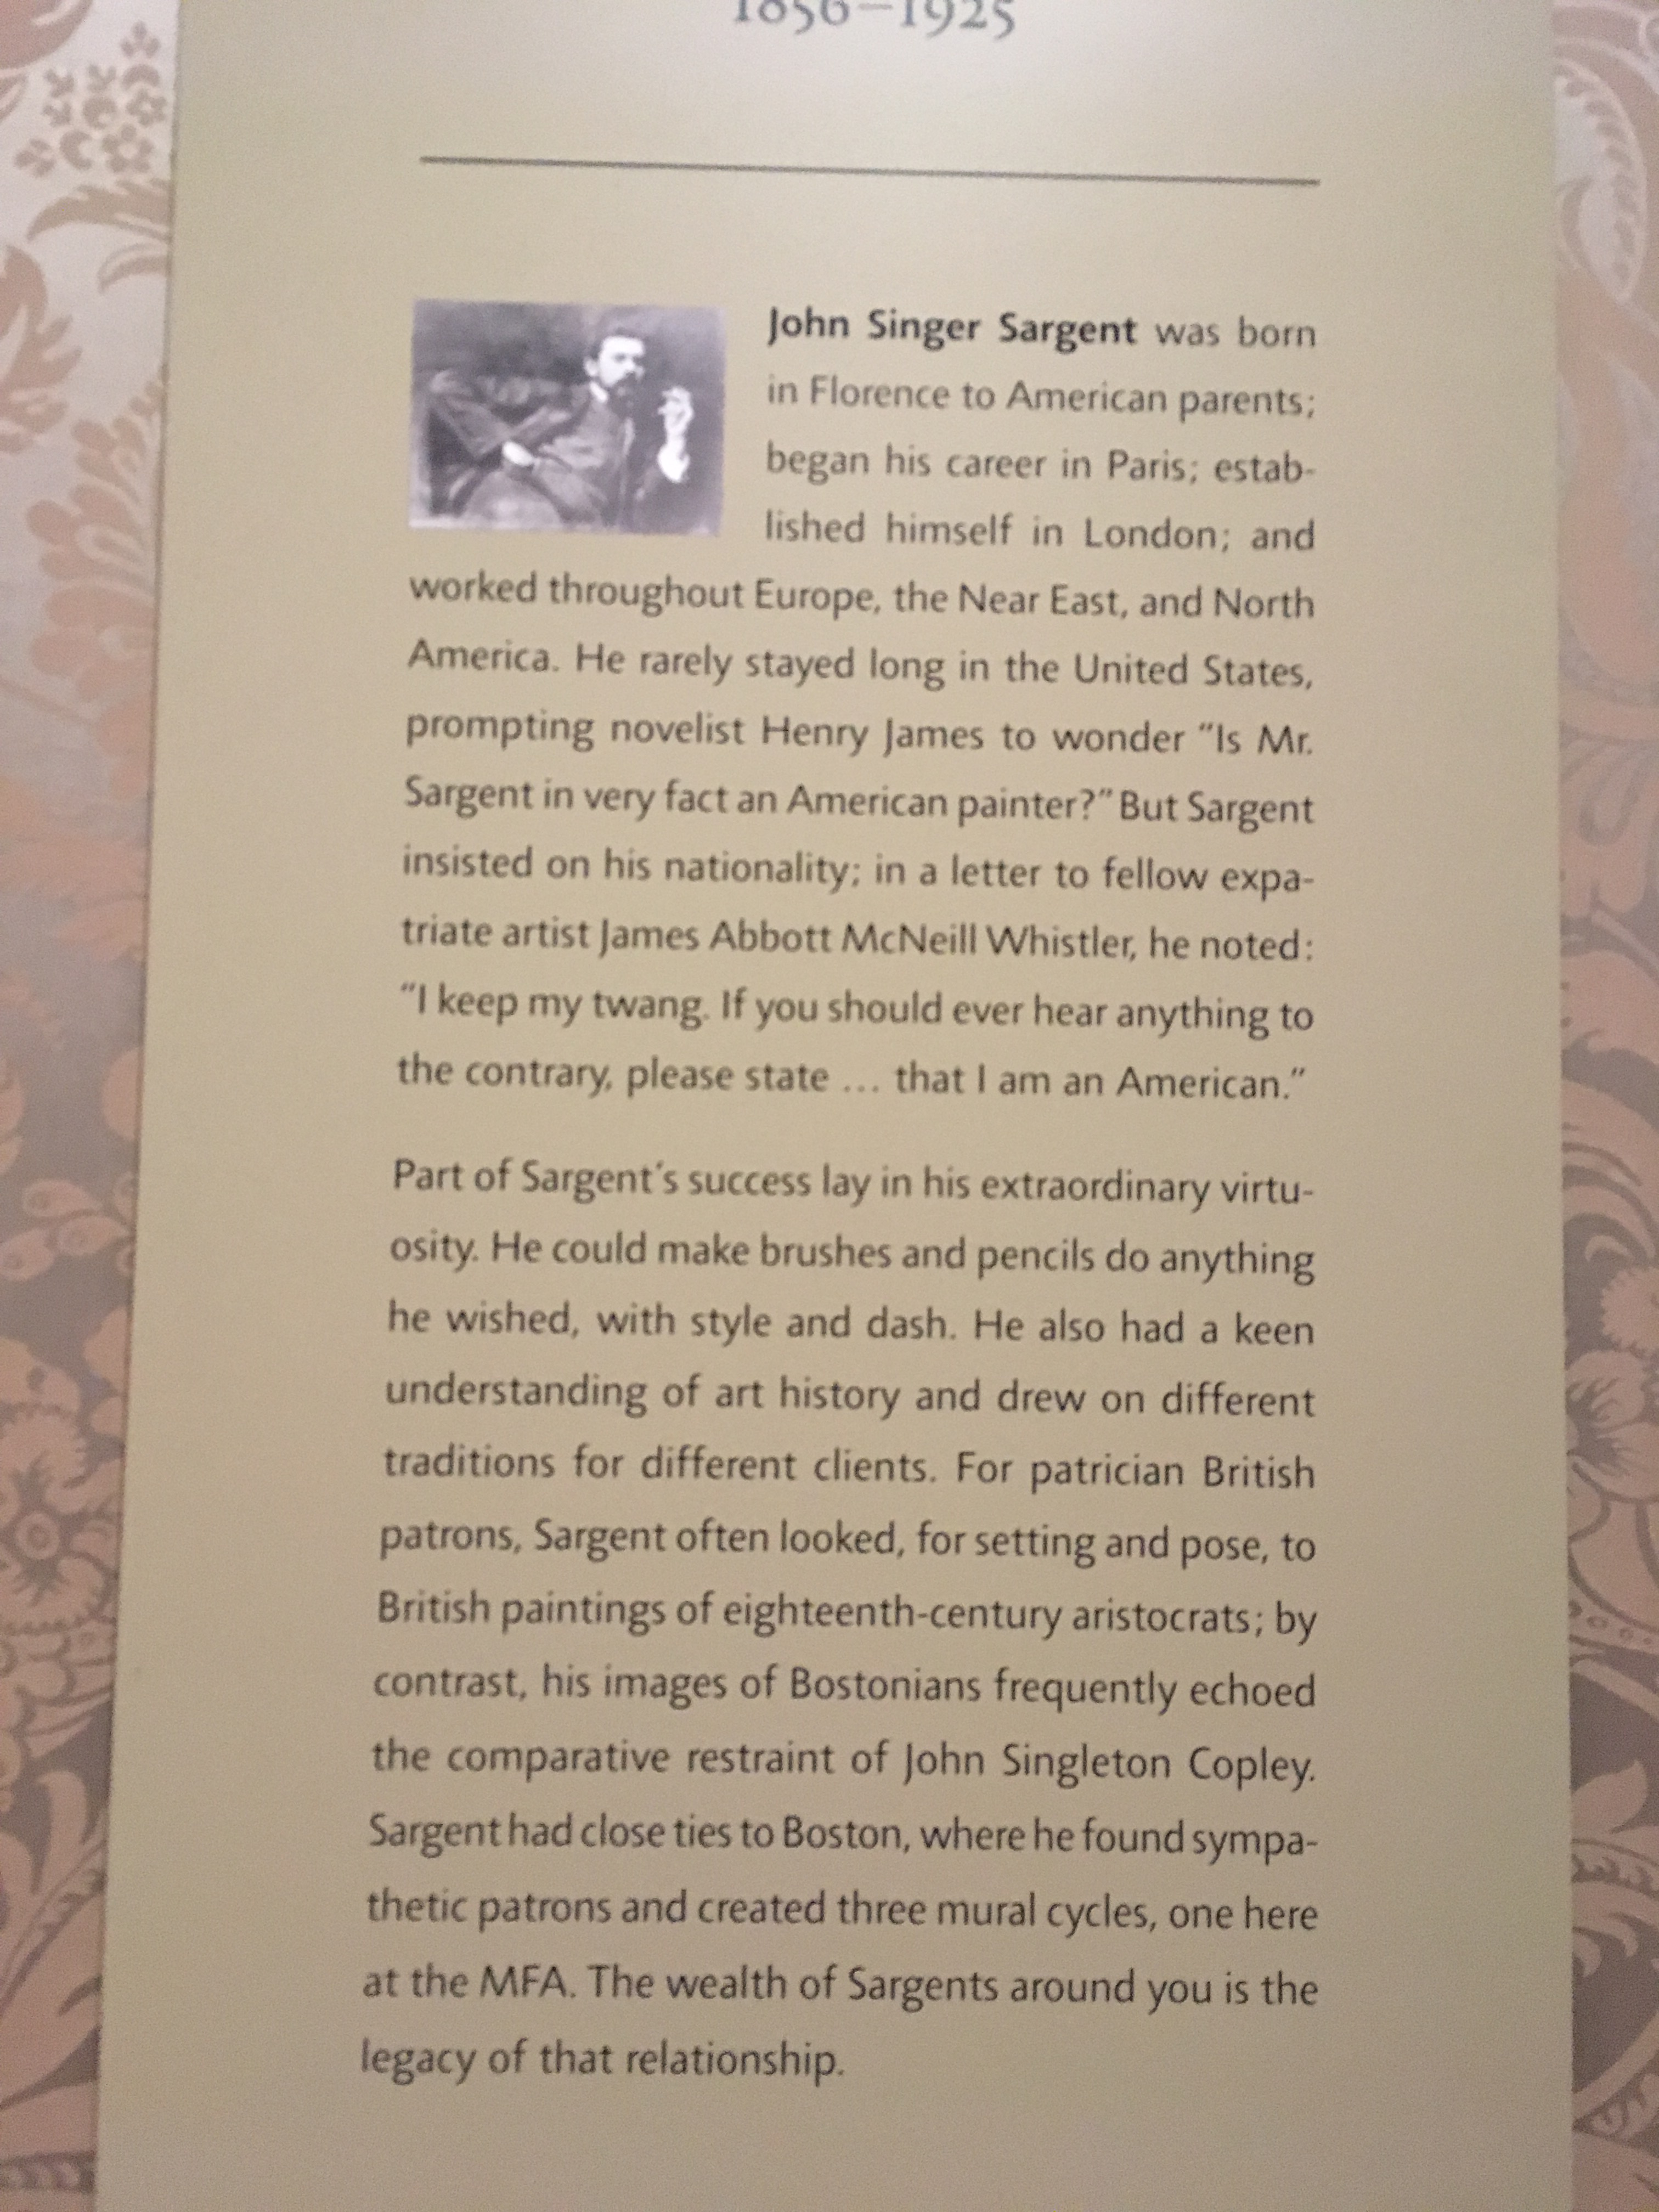 1856–1925
John Singer Sargent was born
in Florence to American parents;
began his career in Paris; estab-
lished himself in London; and
worked throughout Europe, the Near East, and North
America. He rarely stayed long in the United States,
prompting novelist Henry James to wonder “Is Mr.
Sargent in very fact an American painter?” But Sargent
insisted on his nationality; in a letter to fellow expa-
triate artist James Abbott McNeill Whistler, he noted:
“I keep my twang. If you should ever hear anything to
the contrary, please state ... that I am an American.”
Part of Sargent’s success lay in his extraordinary virtu-
osity. He could make brushes and pencils do anything
he wished, with style and dash. He also had a keen
understanding of art history and drew on different
traditions for different clients. For patrician British
patrons, Sargent often looked, for setting and pose, to
British paintings of eighteenth-century aristocrats; by
contrast, his images of Bostonians frequently echoed
the comparative restraint of John Singleton Copley.
Sargent had close ties to Boston, where he found sympa-
thetic patrons and created three mural cycles, one here
at the MFA. The wealth of Sargents around you is the
legacy of that relationship.